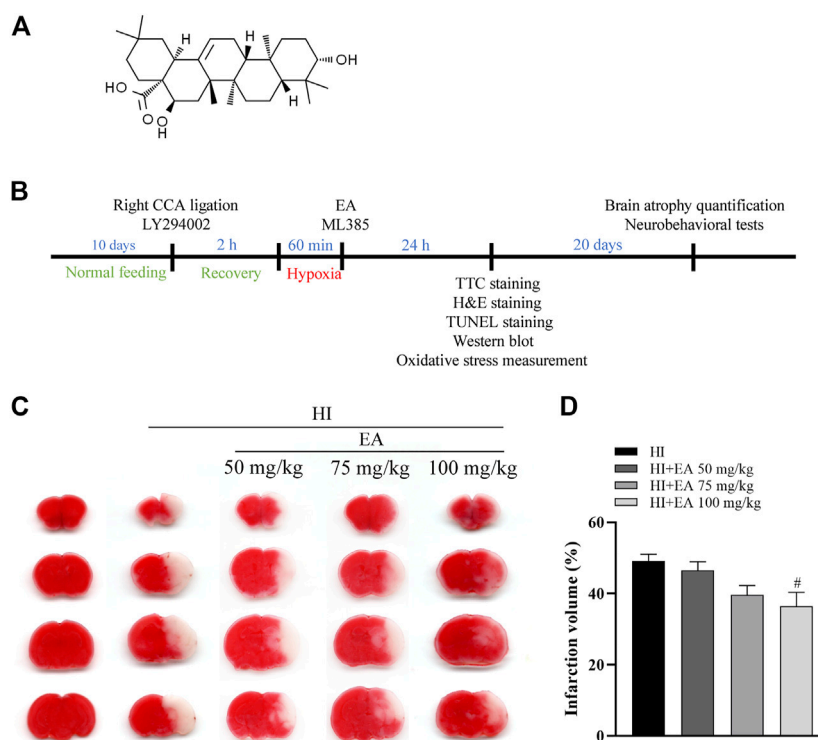 A
H
HO
O
O
H
H
H
OH
B
Right CCA ligation
LY294002
EA
ML385
Brain atrophy quantification
Neurobehavioral tests
10 days
2 h
60 min
24 h
20 days
Normal feeding
Recovery
Hypoxia
TTC staining
H&E staining
TUNEL staining
Western blot
Oxidative stress measurement
C
HI
EA
50 mg/kg
75 mg/kg
100 mg/kg
D
HI
HI+EA 50 mg/kg
HI+EA 75 mg/kg
HI+EA 100 mg/kg
Infarction volume (%)
60
40
20
0
#